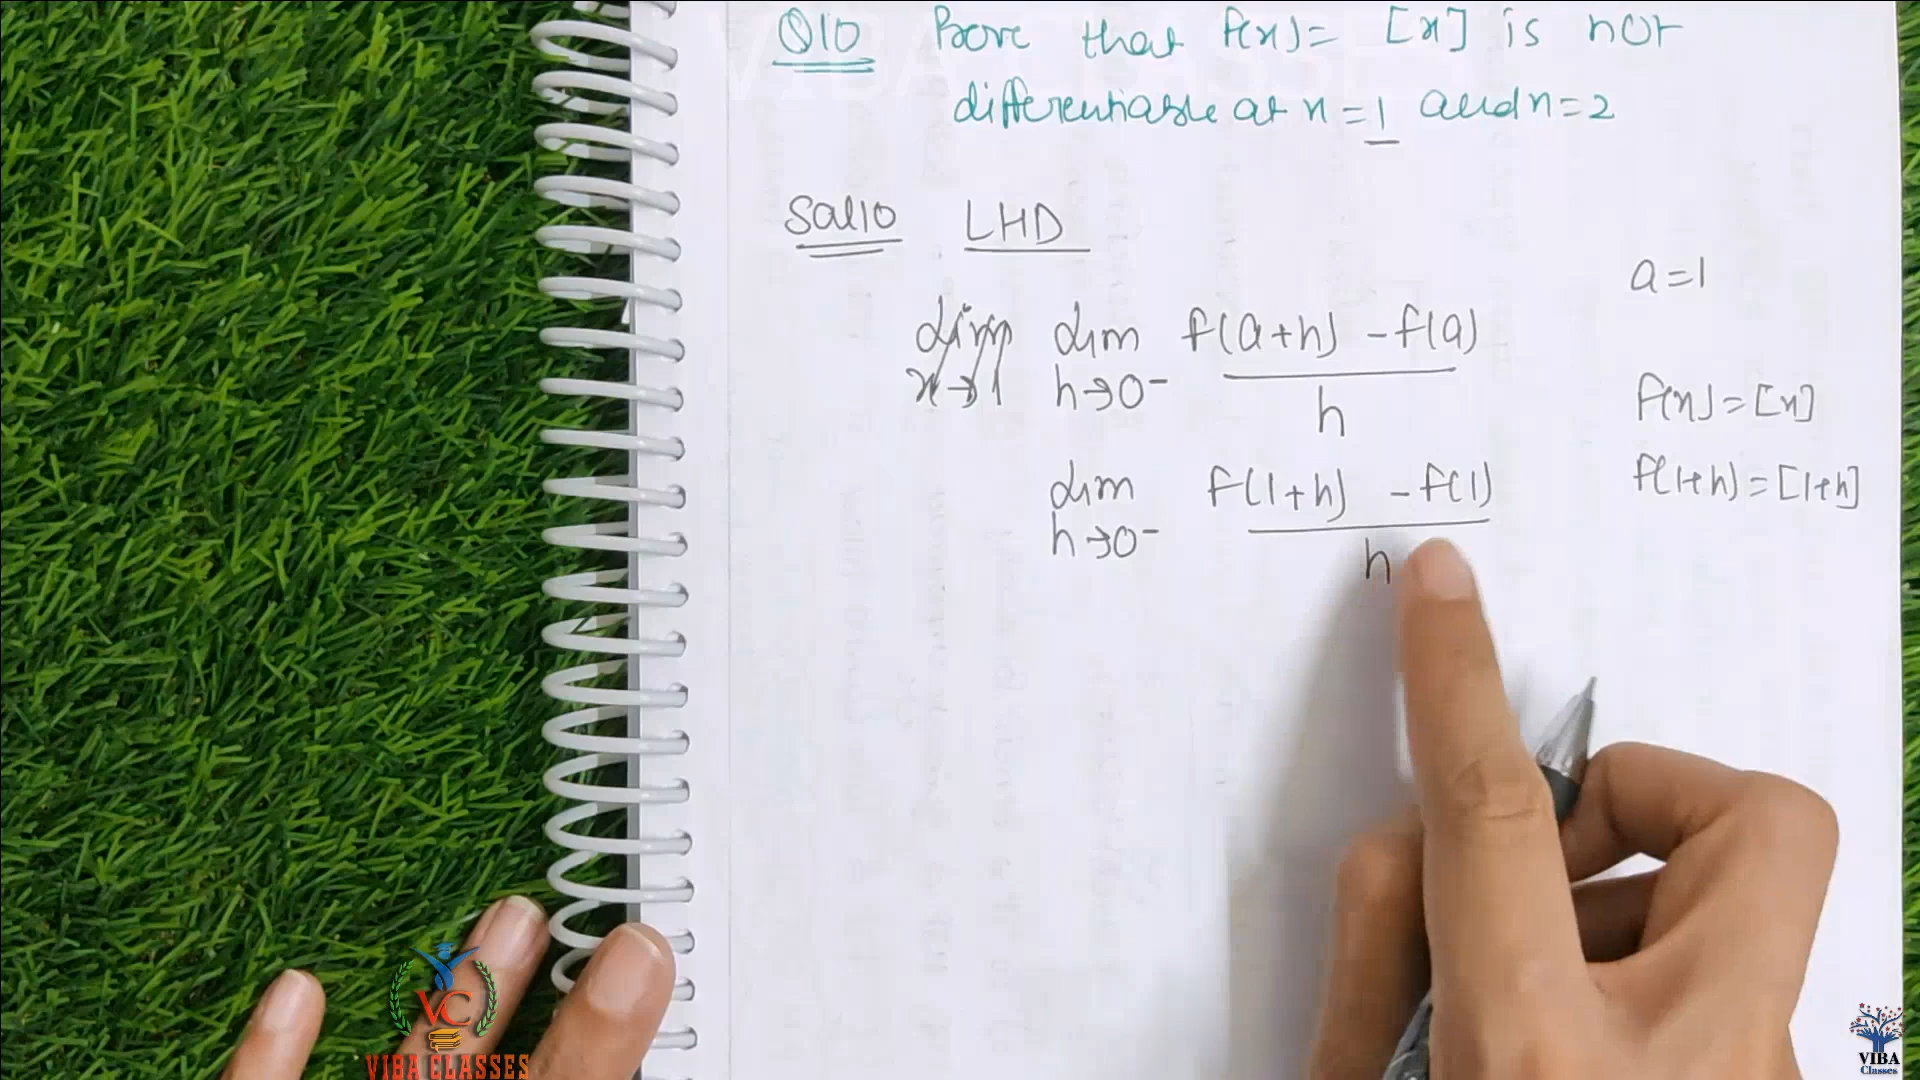 Q10 Prove that f(x) = [x] is not
differentiable at x = 1 and x = 2
Sol10 LHD
a = 1
lim lim f(a+h) - f(a)
x→1 h→0⁻ h
f(x) = [x]
lim f(1+h) - f(1)
h→0⁻ h
f(1+h) = [1+h]
VC
VIBA CLASSES
VIBA
Classes